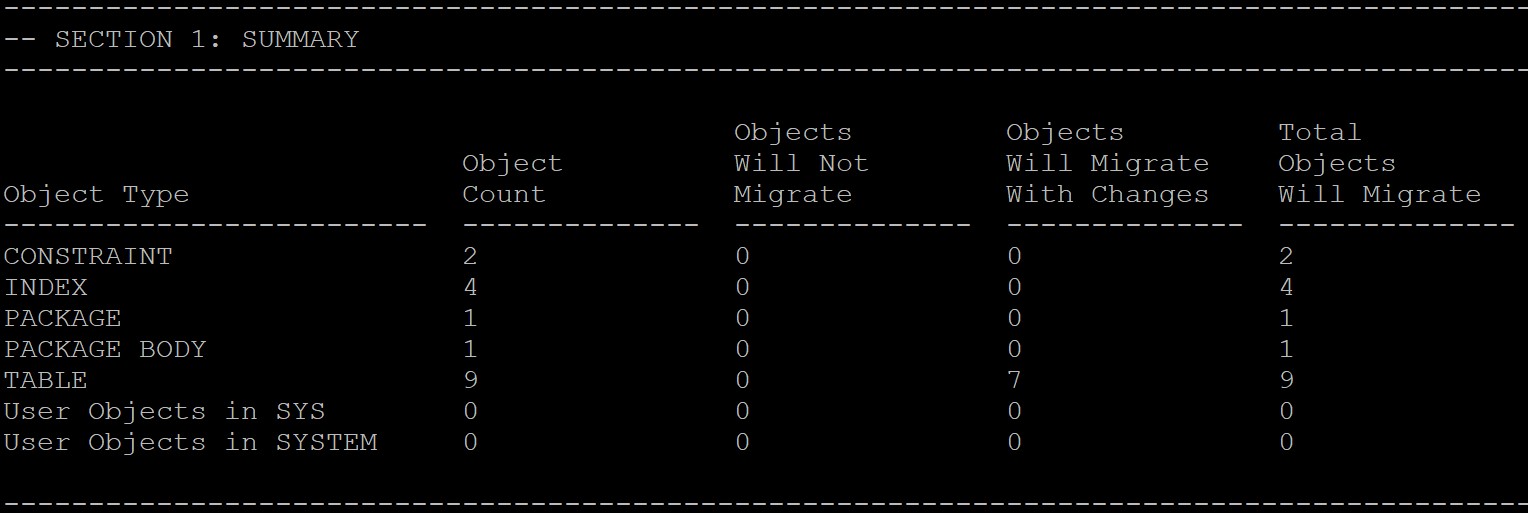 ------------------------------------------------------------------------------------------
-- SECTION 1: SUMMARY
------------------------------------------------------------------------------------------
                                           Objects         Objects         Total
                           Object          Will Not        Will Migrate    Objects
Object Type                Count           Migrate         With Changes    Will Migrate
-------------------------  --------------  --------------  --------------  --------------
CONSTRAINT                 2               0               0               2
INDEX                      4               0               0               4
PACKAGE                    1               0               0               1
PACKAGE BODY               1               0               0               1
TABLE                      9               0               7               9
User Objects in SYS        0               0               0               0
User Objects in SYSTEM     0               0               0               0
------------------------------------------------------------------------------------------